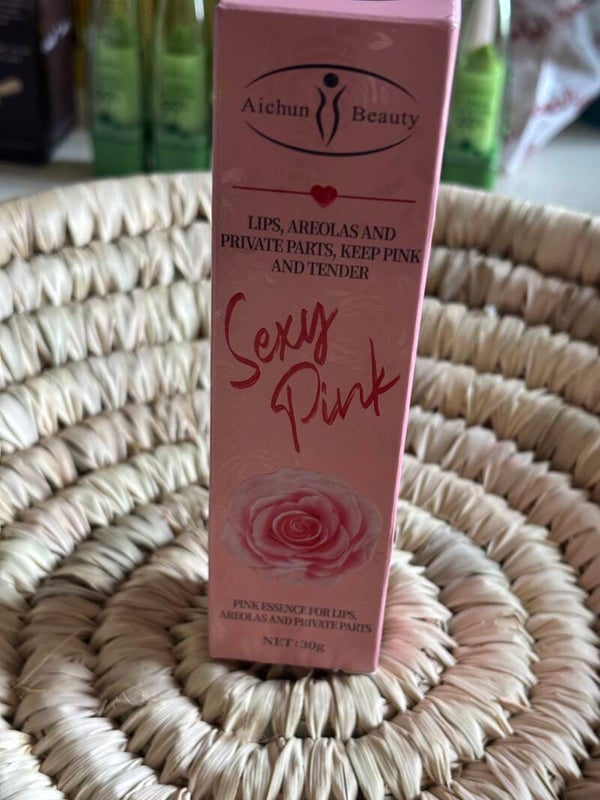 Aichun Beauty
LIPS, AREOLAS AND
PRIVATE PARTS, KEEP PINK
AND TENDER
Sexy
Pink
PINK ESSENCE FOR LIPS,
AREOLAS AND PRIVATE PARTS
NET:30g